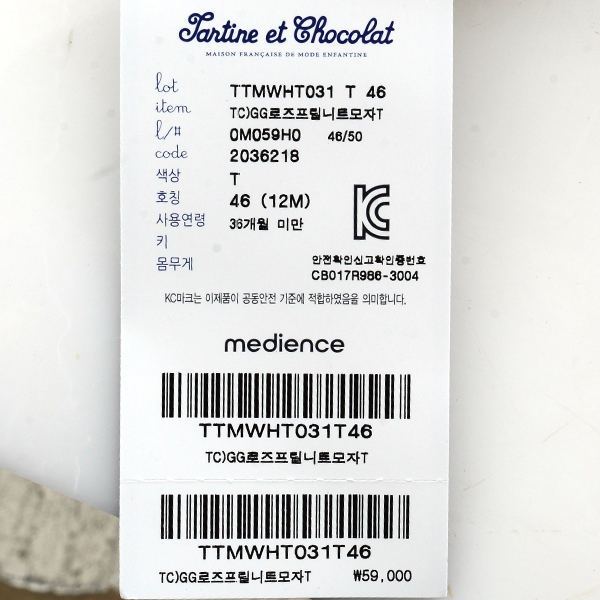 Tartine et Chocolat
MAISON FRANÇAISE DE MODE ENFANTINE
lot TTMWHT031 T 46
item TC)GG로즈프릴니트모자T
l/# 0M059H0 46/50
code 2036218
색상 T
호칭 46 (12M)
사용연령 36개월 미만
키
몸무게
안전확인신고확인증번호
CB017R986-3004
KC마크는 이제품이 공동안전 기준에 적합하였음을 의미합니다.
medience
TTMWHT031T46
TC)GG로즈프릴니트모자T
TTMWHT031T46
TC)GG로즈프릴니트모자T ₩59,000